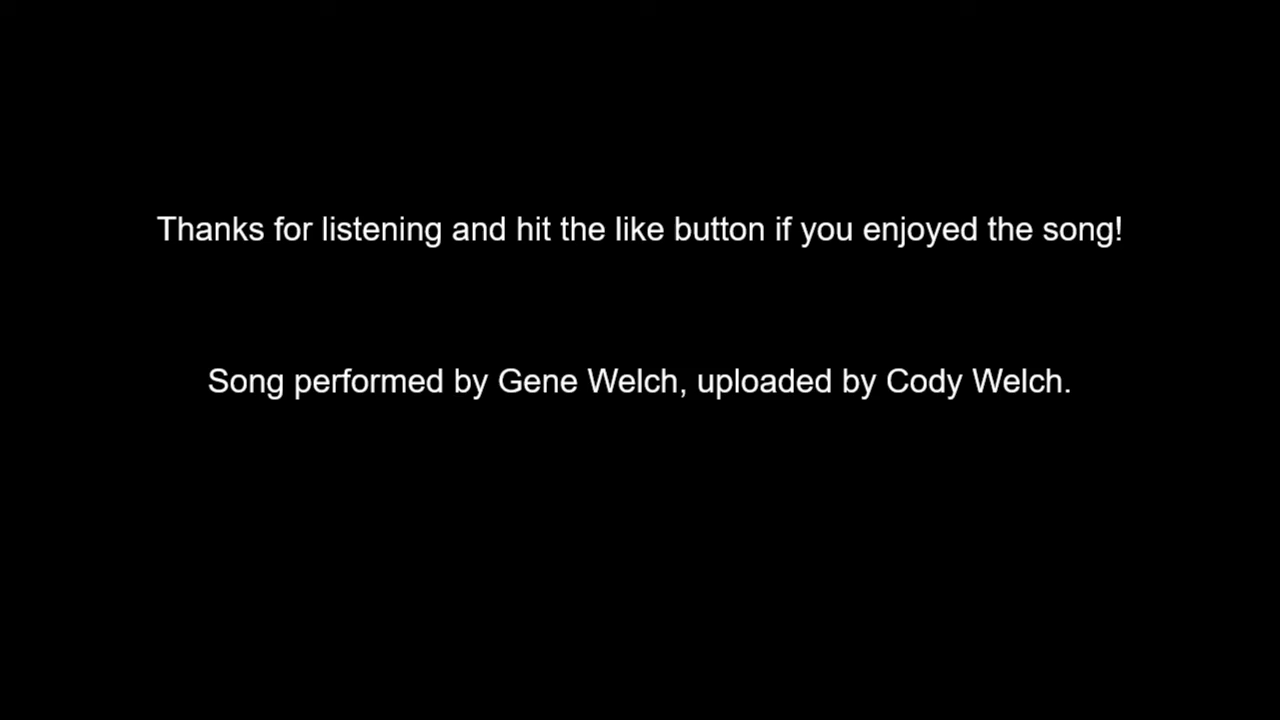 Thanks for listening and hit the like button if you enjoyed the song!
Song performed by Gene Welch, uploaded by Cody Welch.